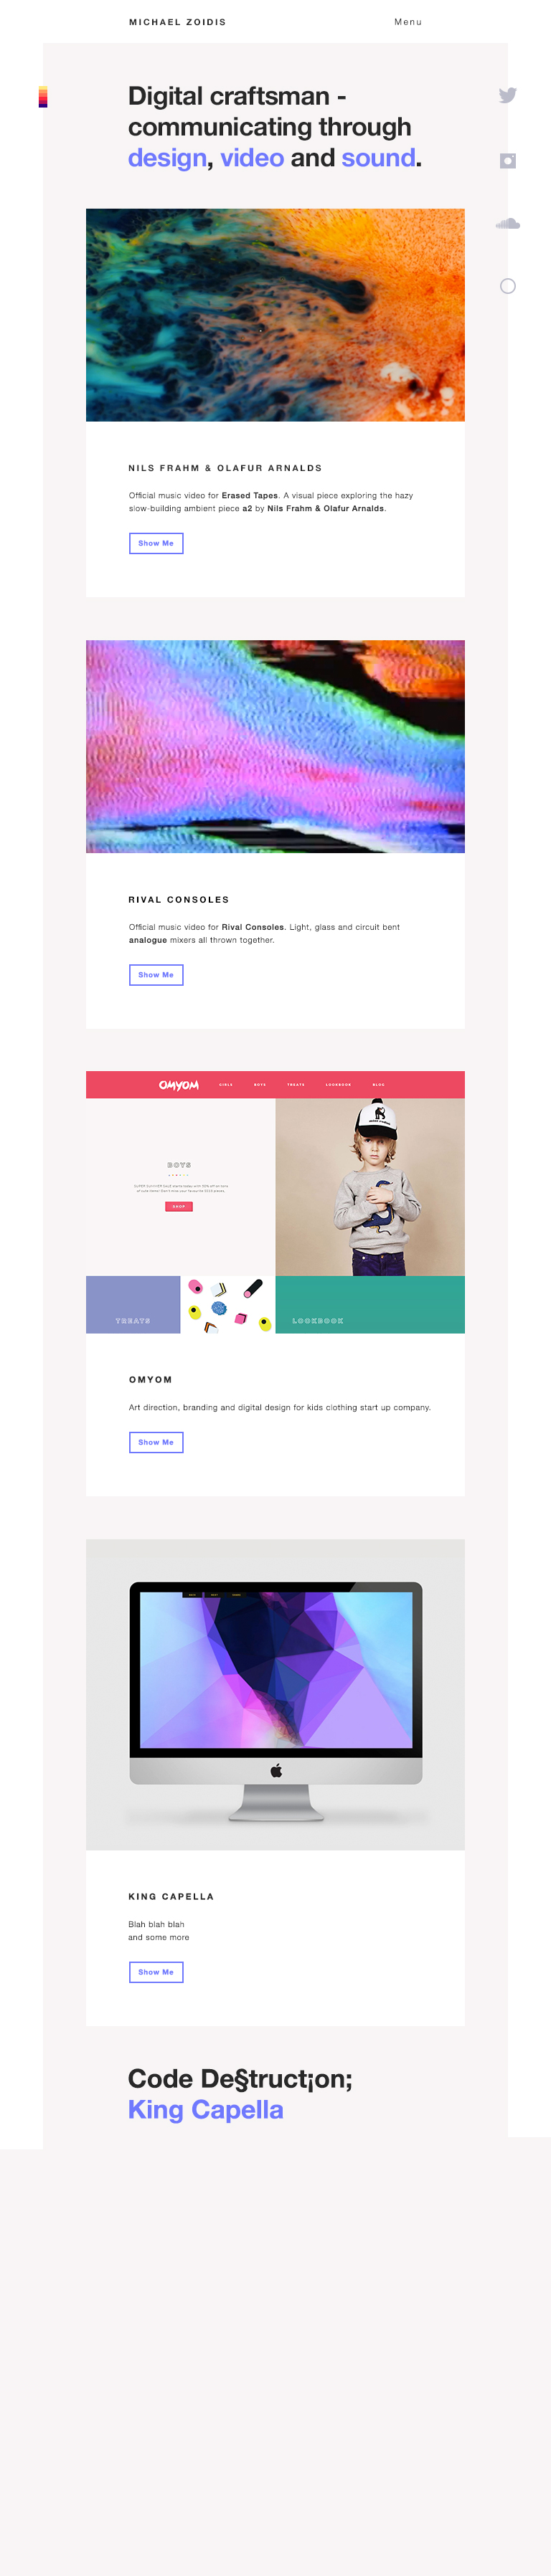 MICHAEL ZOIDIS
Menu
Digital craftsman -
communicating through
design, video and sound.
NILS FRAHM & OLAFUR ARNALDS
Official music video for Erased Tapes. A visual piece exploring the hazy
slow-building ambient piece a2 by Nils Frahm & Olafur Arnalds.
Show Me
RIVAL CONSOLES
Official music video for Rival Consoles. Light, glass and circuit bent
analogue mixers all thrown together.
Show Me
OMYOM GIRLS BOYS TREATS LOOKBOOK BLOG
BOYS
SHOP
TREATS
LOOKBOOK
OMYOM
Art direction, branding and digital design for kids clothing start up company.
Show Me
KING CAPELLA
Blah blah blah
and some more
Show Me
Code De§truct¡on;
King Capella